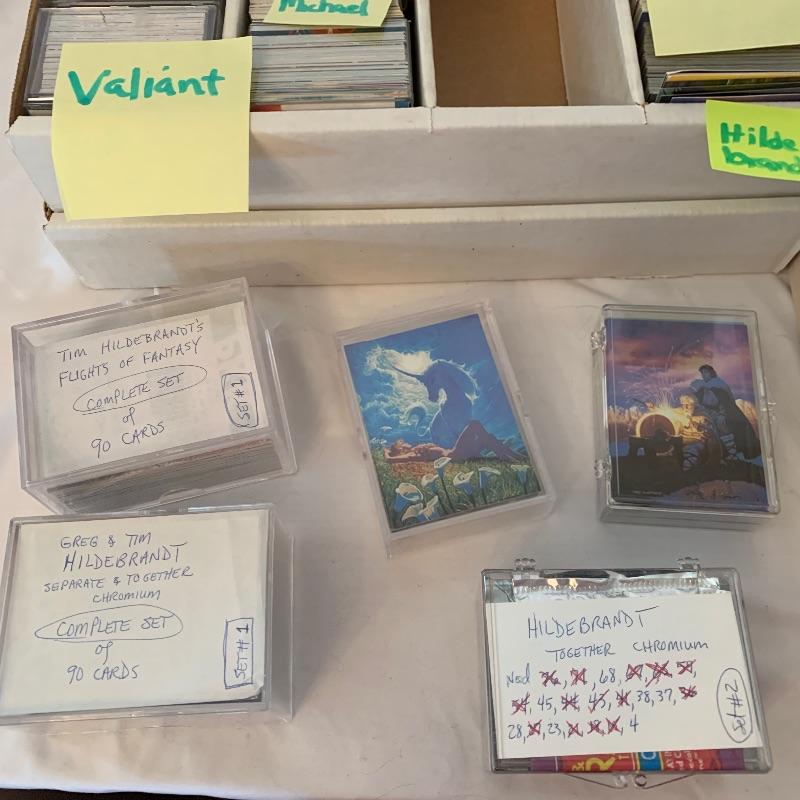 Michael
Valiant
Hilde
brand
TIM HILDEBRANDT'S
FLIGHTS OF FANTASY
COMPLETE SET
of
90 CARDS
SET #1
GREG & TIM
HILDEBRANDT
SEPARATE & TOGETHER
CHROMIUM
COMPLETE SET
of
90 CARDS
SET #1
HILDEBRANDT
TOGETHER CHROMIUM
68,
45, 38, 37,
28, 23, 4
Set #2